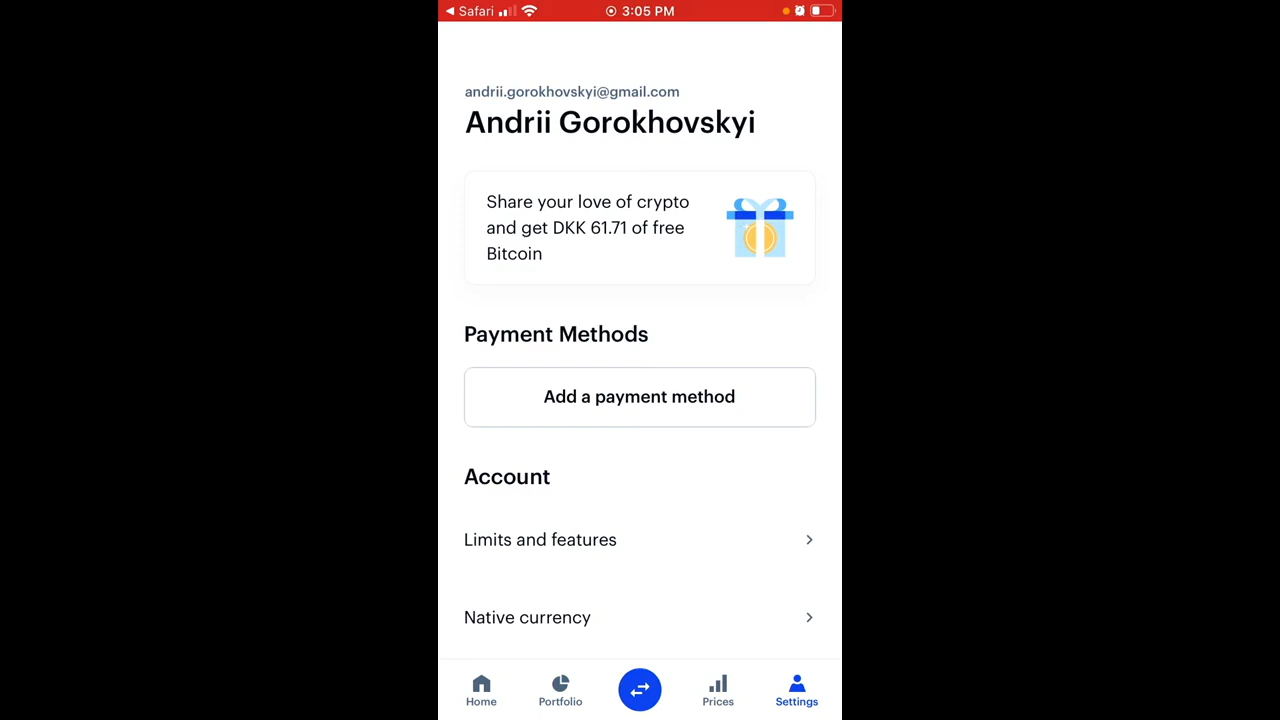 Safari 3:05 PM
andrii.gorokhovskyi@gmail.com
Andrii Gorokhovskyi
Share your love of crypto
and get DKK 61.71 of free
Bitcoin
Payment Methods
Add a payment method
Account
Limits and features
Native currency
Home Portfolio Prices Settings